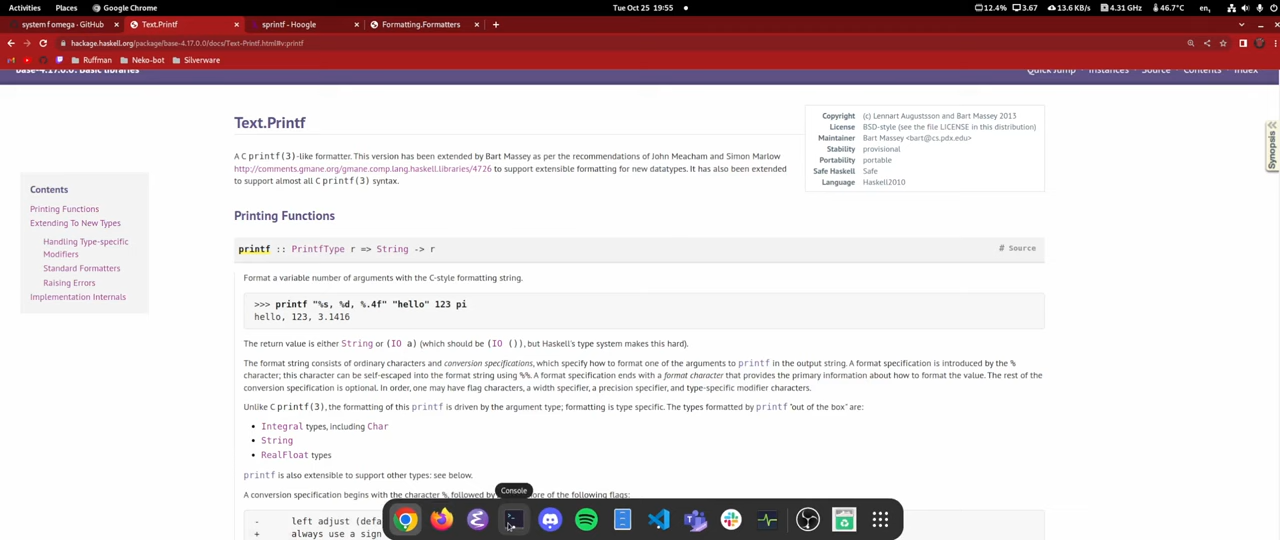 Activities Places Google Chrome Tue Oct 25 19:55 12.4% 3.67 13.6 KB/s 4.31 GHz 46.7°C en
system f omega - GitHub Text.Printf sprintf - Hoogle Formatting.Formatters
hackage.haskell.org/package/base-4.17.0.0/docs/Text-Printf.html#v:printf
Ruffman Neko-bot Silverware
base-4.17.0.0: Basic libraries Quick Jump Instances Source Contents Index
Text.Printf
A C printf(3)-like formatter. This version has been extended by Bart Massey as per the recommendations of John Meacham and Simon Marlow
http://comments.gmane.org/gmane.comp.lang.haskell.libraries/4726 to support extensible formatting for new datatypes. It has also been extended
to support almost all C printf(3) syntax.
Copyright (c) Lennart Augustsson and Bart Massey 2013
License BSD-style (see the file LICENSE in this distribution)
Maintainer Bart Massey <bart@cs.pdx.edu>
Stability provisional
Portability portable
Safe Haskell Safe
Language Haskell2010
Synopsis
Contents
Printing Functions
Extending To New Types
Handling Type-specific
Modifiers
Standard Formatters
Raising Errors
Implementation Internals
Printing Functions
printf :: PrintfType r => String -> r # Source
Format a variable number of arguments with the C-style formatting string.
>>> printf "%s, %d, %.4f" "hello" 123 pi
hello, 123, 3.1416
The return value is either String or (IO a) (which should be (IO ()), but Haskell's type system makes this hard).
The format string consists of ordinary characters and conversion specifications, which specify how to format one of the arguments to printf in the output string. A format specification is introduced by the %
character; this character can be self-escaped into the format string using %%. A format specification ends with a format character that provides the primary information about how to format the value. The rest of the
conversion specification is optional. In order, one may have flag characters, a width specifier, a precision specifier, and type-specific modifier characters.
Unlike C printf(3), the formatting of this printf is driven by the argument type; formatting is type specific. The types formatted by printf "out of the box" are:
• Integral types, including Char
• String
• RealFloat types
printf is also extensible to support other types: see below.
Console
A conversion specification begins with the character %, followed by ore of the following flags:
- left adjust (defa
+ always use a sign